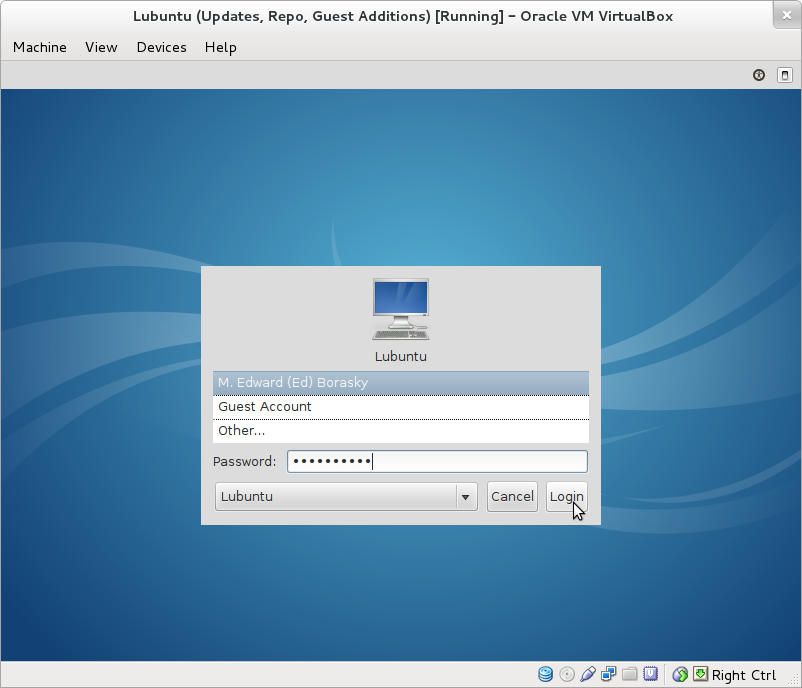 Lubuntu (Updates, Repo, Guest Additions) [Running] – Oracle VM VirtualBox
Machine View Devices Help
Lubuntu
M. Edward (Ed) Borasky
Guest Account
Other...
Password: ••••••••••
Lubuntu Cancel Login
Right Ctrl